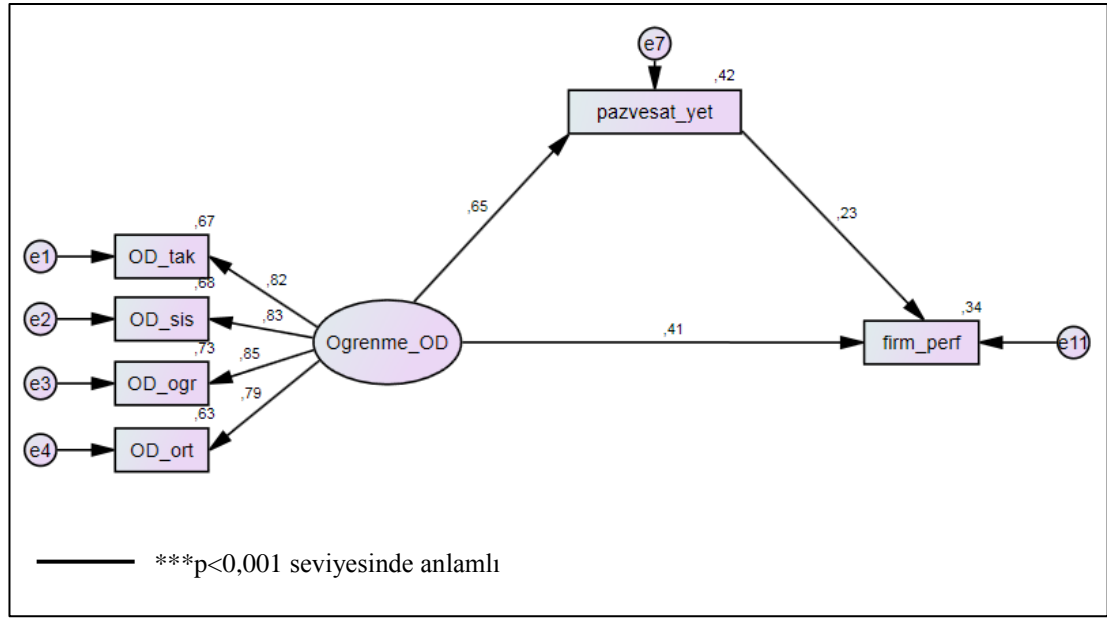 e7
,42
pazvesat_yet
,65
,23
,67
e1
OD_tak
,82
,68
e2
OD_sis
,83
,34
Ogrenme_OD
,41
firm_perf
e11
,73
e3
OD_ogr
,85
,79
,63
e4
OD_ort
***p<0,001 seviyesinde anlamlı